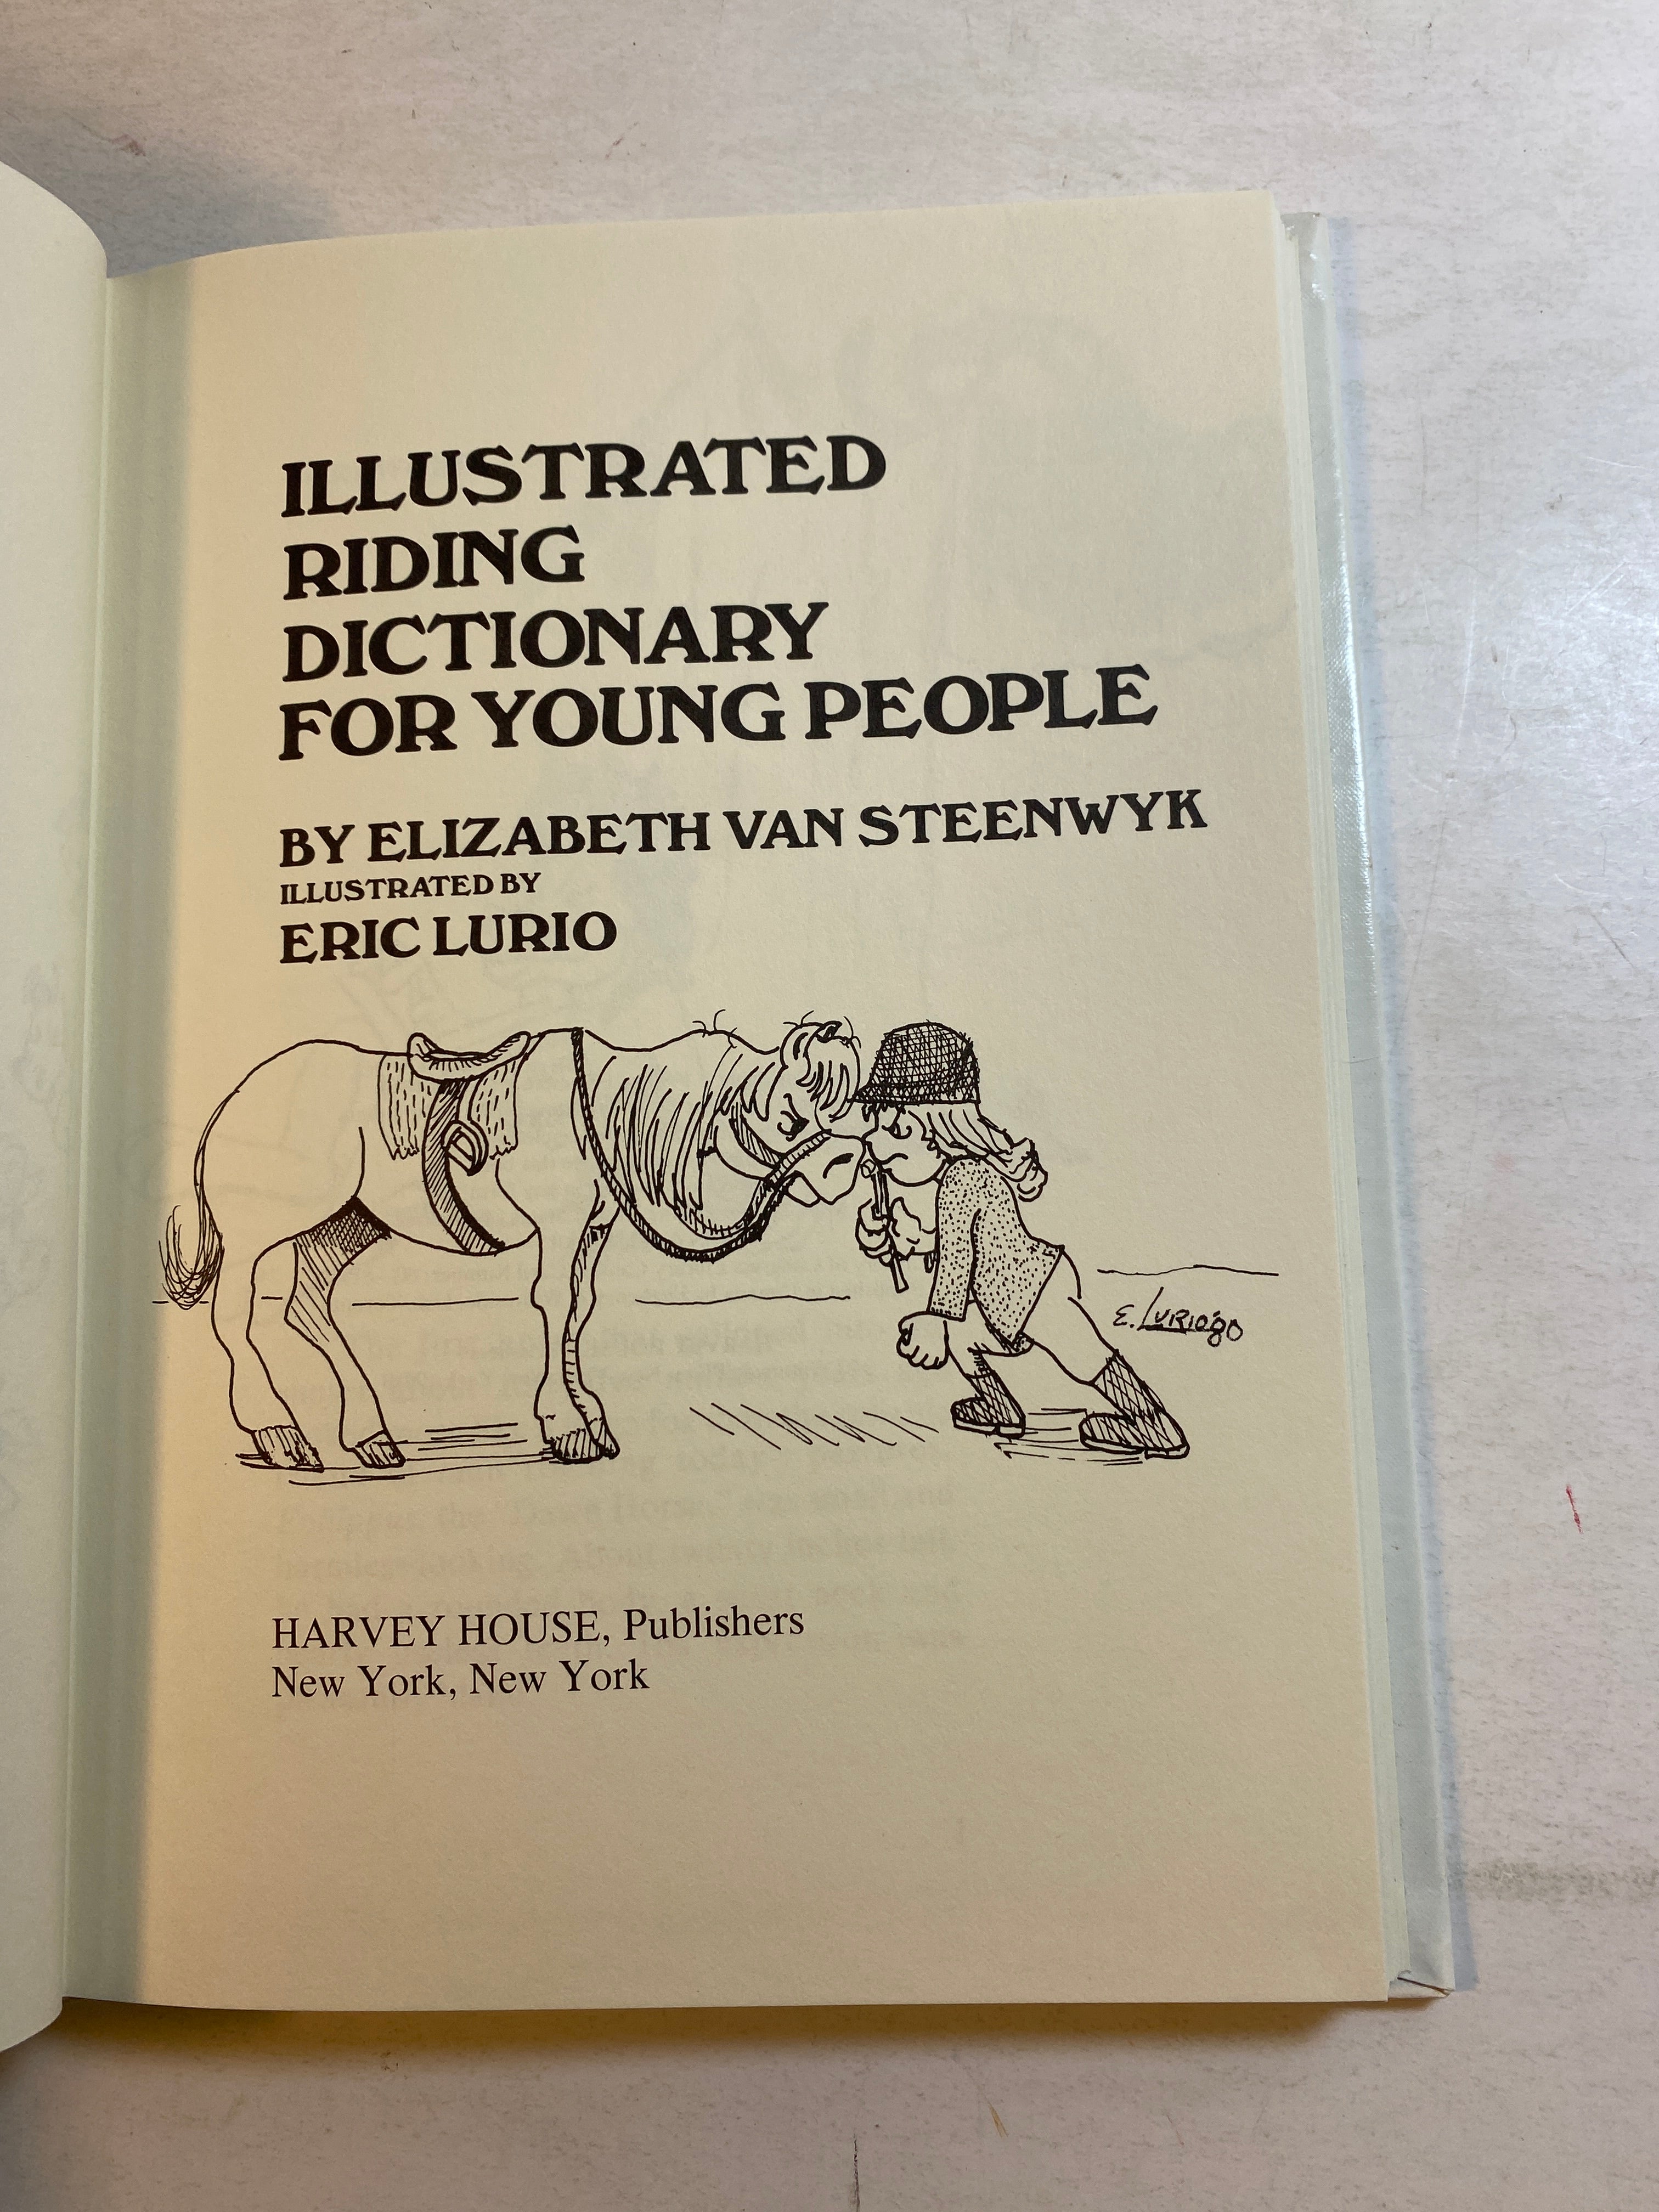 ILLUSTRATED
RIDING
DICTIONARY
FOR YOUNG PEOPLE
BY ELIZABETH VAN STEENWYK
ILLUSTRATED BY
ERIC LURIO
E. LURIO'80
HARVEY HOUSE, Publishers
New York, New York